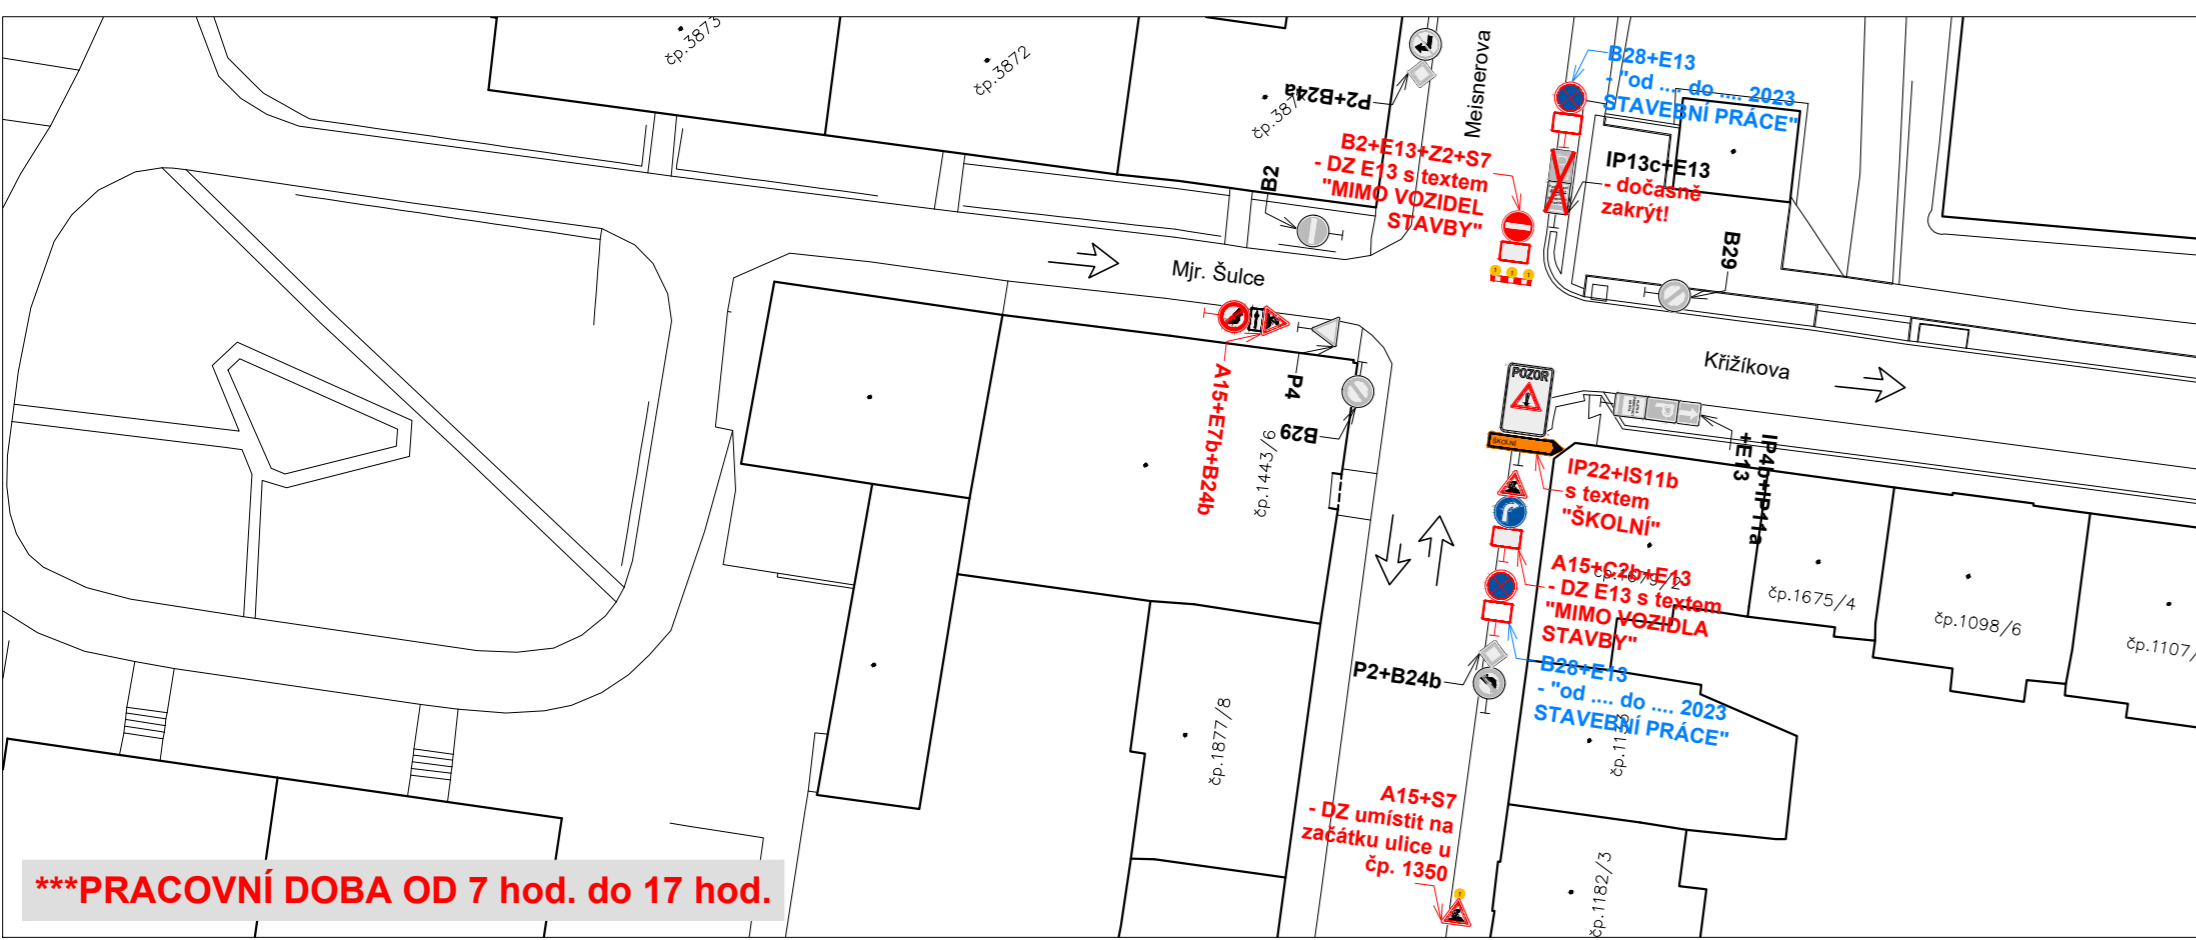 čp.3873
čp.3872
čp.387
P2+B24a
Meisnerova
B28+E13
- "od .... do .... 2023
STAVEBNÍ PRÁCE"
B2+E13+Z2+S7
- DZ E13 s textem
"MIMO VOZIDEL
STAVBY"
IP13c+E13
- dočasně
zakrýt!
B2
B29
Mjr. Šulce
Křižíkova
A15+E7b+B24b
P4
B29
čp.1443/6
POZOR
ŠKOLNÍ
IP4b+IP11a
+E13
IP22+IS11b
s textem
"ŠKOLNÍ"
A15+C2b+E13
- DZ E13 s textem
"MIMO VOZIDLA
STAVBY"
čp.1679/2
čp.1675/4
čp.1098/6
čp.1107/
P2+B24b
B28+E13
- "od .... do .... 2023
STAVEBNÍ PRÁCE"
čp.1877/8
A15+S7
- DZ umístit na
začátku ulice u
čp. 1350
čp.1182/3
***PRACOVNÍ DOBA OD 7 hod. do 17 hod.